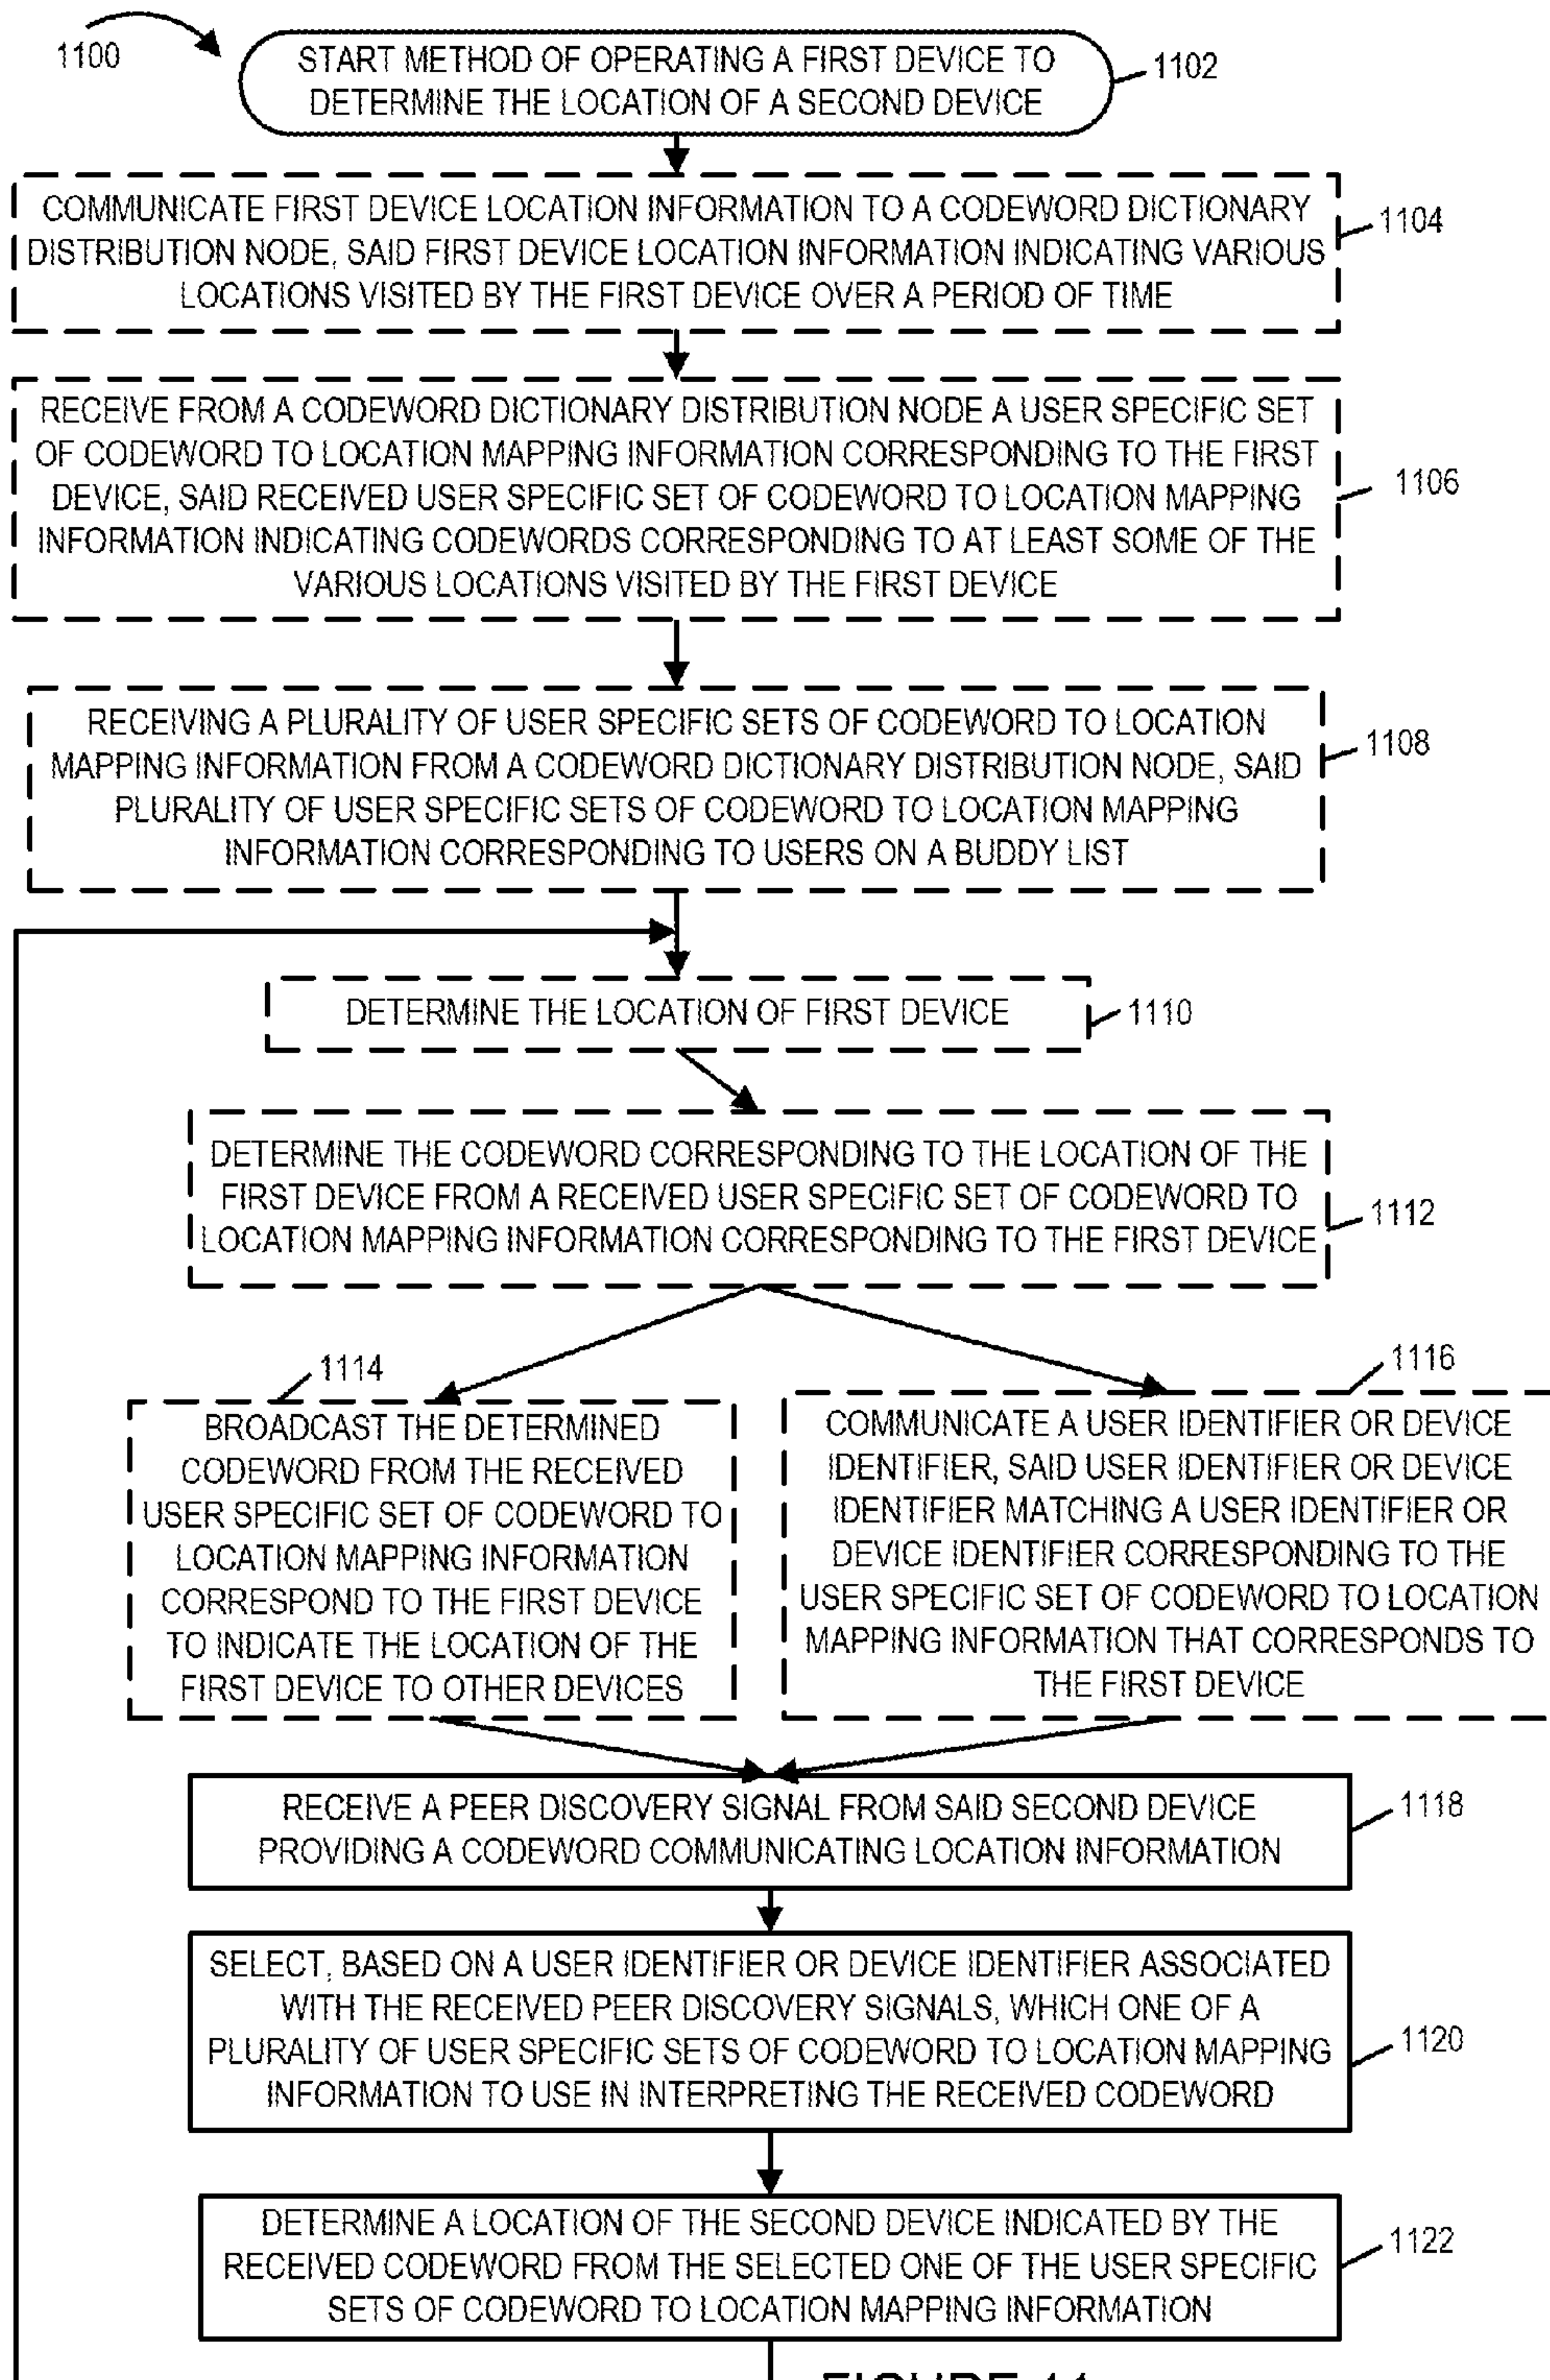 1100
START METHOD OF OPERATING A FIRST DEVICE TO
DETERMINE THE LOCATION OF A SECOND DEVICE
1102
COMMUNICATE FIRST DEVICE LOCATION INFORMATION TO A CODEWORD DICTIONARY
DISTRIBUTION NODE, SAID FIRST DEVICE LOCATION INFORMATION INDICATING VARIOUS
LOCATIONS VISITED BY THE FIRST DEVICE OVER A PERIOD OF TIME
1104
RECEIVE FROM A CODEWORD DICTIONARY DISTRIBUTION NODE A USER SPECIFIC SET
OF CODEWORD TO LOCATION MAPPING INFORMATION CORRESPONDING TO THE FIRST
DEVICE, SAID RECEIVED USER SPECIFIC SET OF CODEWORD TO LOCATION MAPPING
INFORMATION INDICATING CODEWORDS CORRESPONDING TO AT LEAST SOME OF THE
VARIOUS LOCATIONS VISITED BY THE FIRST DEVICE
1106
RECEIVING A PLURALITY OF USER SPECIFIC SETS OF CODEWORD TO LOCATION
MAPPING INFORMATION FROM A CODEWORD DICTIONARY DISTRIBUTION NODE, SAID
PLURALITY OF USER SPECIFIC SETS OF CODEWORD TO LOCATION MAPPING
INFORMATION CORRESPONDING TO USERS ON A BUDDY LIST
1108
DETERMINE THE LOCATION OF FIRST DEVICE
1110
DETERMINE THE CODEWORD CORRESPONDING TO THE LOCATION OF THE
FIRST DEVICE FROM A RECEIVED USER SPECIFIC SET OF CODEWORD TO
LOCATION MAPPING INFORMATION CORRESPONDING TO THE FIRST DEVICE
1112
1114
BROADCAST THE DETERMINED
CODEWORD FROM THE RECEIVED
USER SPECIFIC SET OF CODEWORD TO
LOCATION MAPPING INFORMATION
CORRESPOND TO THE FIRST DEVICE
TO INDICATE THE LOCATION OF THE
FIRST DEVICE TO OTHER DEVICES
1116
COMMUNICATE A USER IDENTIFIER OR DEVICE
IDENTIFIER, SAID USER IDENTIFIER OR DEVICE
IDENTIFIER MATCHING A USER IDENTIFIER OR
DEVICE IDENTIFIER CORRESPONDING TO THE
USER SPECIFIC SET OF CODEWORD TO LOCATION
MAPPING INFORMATION THAT CORRESPONDS TO
THE FIRST DEVICE
RECEIVE A PEER DISCOVERY SIGNAL FROM SAID SECOND DEVICE
PROVIDING A CODEWORD COMMUNICATING LOCATION INFORMATION
1118
SELECT, BASED ON A USER IDENTIFIER OR DEVICE IDENTIFIER ASSOCIATED
WITH THE RECEIVED PEER DISCOVERY SIGNALS, WHICH ONE OF A
PLURALITY OF USER SPECIFIC SETS OF CODEWORD TO LOCATION MAPPING
INFORMATION TO USE IN INTERPRETING THE RECEIVED CODEWORD
1120
DETERMINE A LOCATION OF THE SECOND DEVICE INDICATED BY THE
RECEIVED CODEWORD FROM THE SELECTED ONE OF THE USER SPECIFIC
SETS OF CODEWORD TO LOCATION MAPPING INFORMATION
1122
FIGURE 11